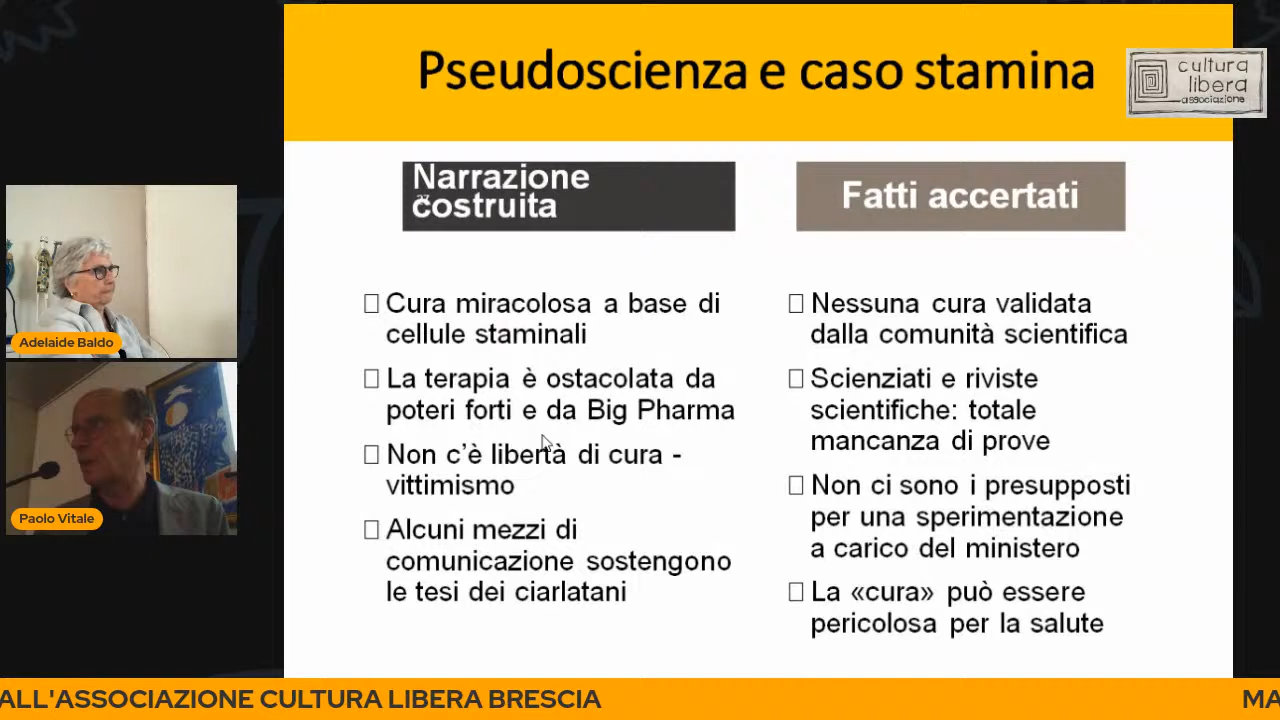 Pseudoscienza e caso stamina
cultura
libera
associazione
Narrazione
costruita
Fatti accertati
Cura miracolosa a base di
cellule staminali
La terapia è ostacolata da
poteri forti e da Big Pharma
Non c'è libertà di cura -
vittimismo
Alcuni mezzi di
comunicazione sostengono
le tesi dei ciarlatani
Nessuna cura validata
dalla comunità scientifica
Scienziati e riviste
scientifiche: totale
mancanza di prove
Non ci sono i presupposti
per una sperimentazione
a carico del ministero
La «cura» può essere
pericolosa per la salute
Adelaide Baldo
Paolo Vitale
ALL'ASSOCIAZIONE CULTURA LIBERA BRESCIA
MA